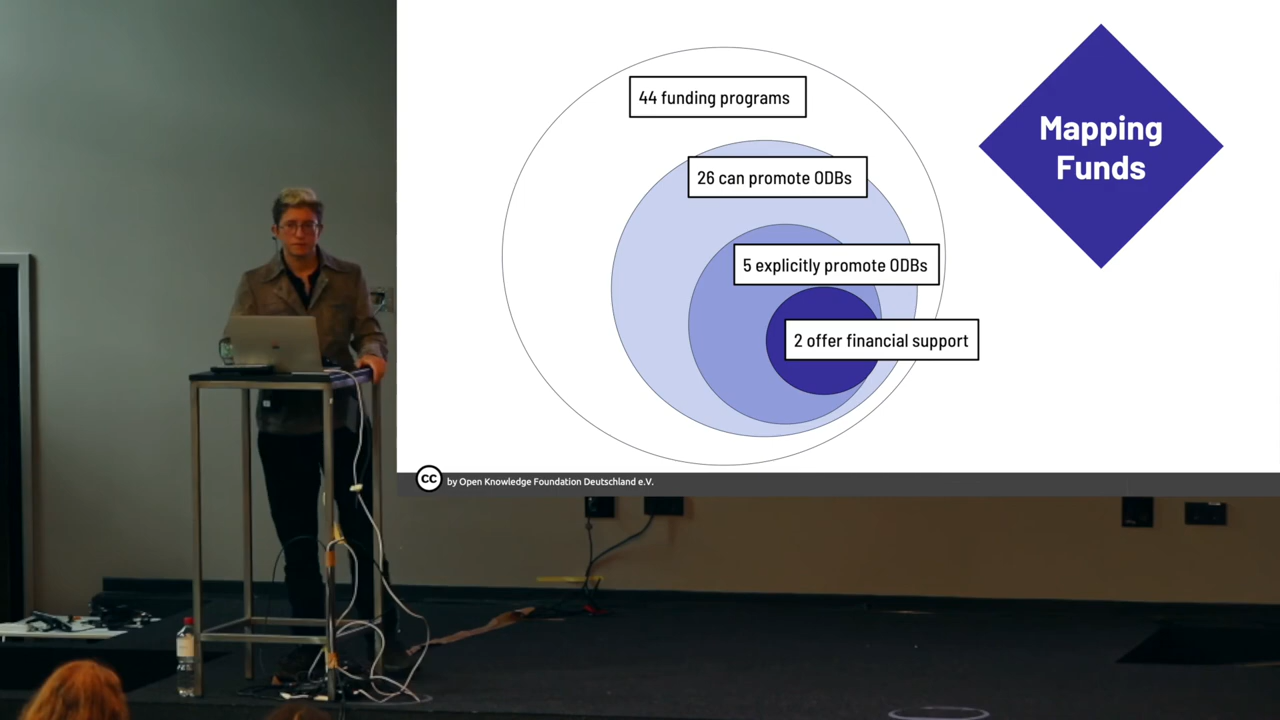 44 funding programs
26 can promote ODBs
5 explicitly promote ODBs
2 offer financial support
Mapping
Funds
cc
by Open Knowledge Foundation Deutschland e.V.